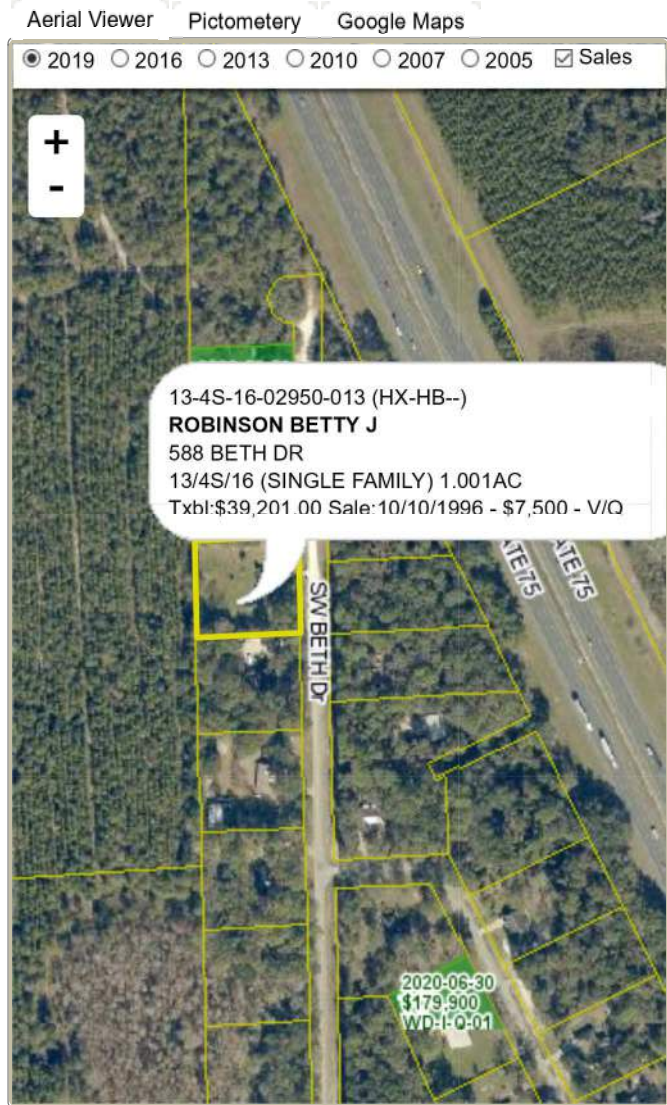 Aerial Viewer Pictometery Google Maps
2019 2016 2013 2010 2007 2005 Sales
+
-
13-4S-16-02950-013 (HX-HB--)
ROBINSON BETTY J
588 BETH DR
13/4S/16 (SINGLE FAMILY) 1.001AC
Txbl:$39,201.00 Sale:10/10/1996 - $7,500 - V/Q
ATE 75
ATE 75
SW BETH Dr
2020-06-30
$179,900
WD-I-Q-01